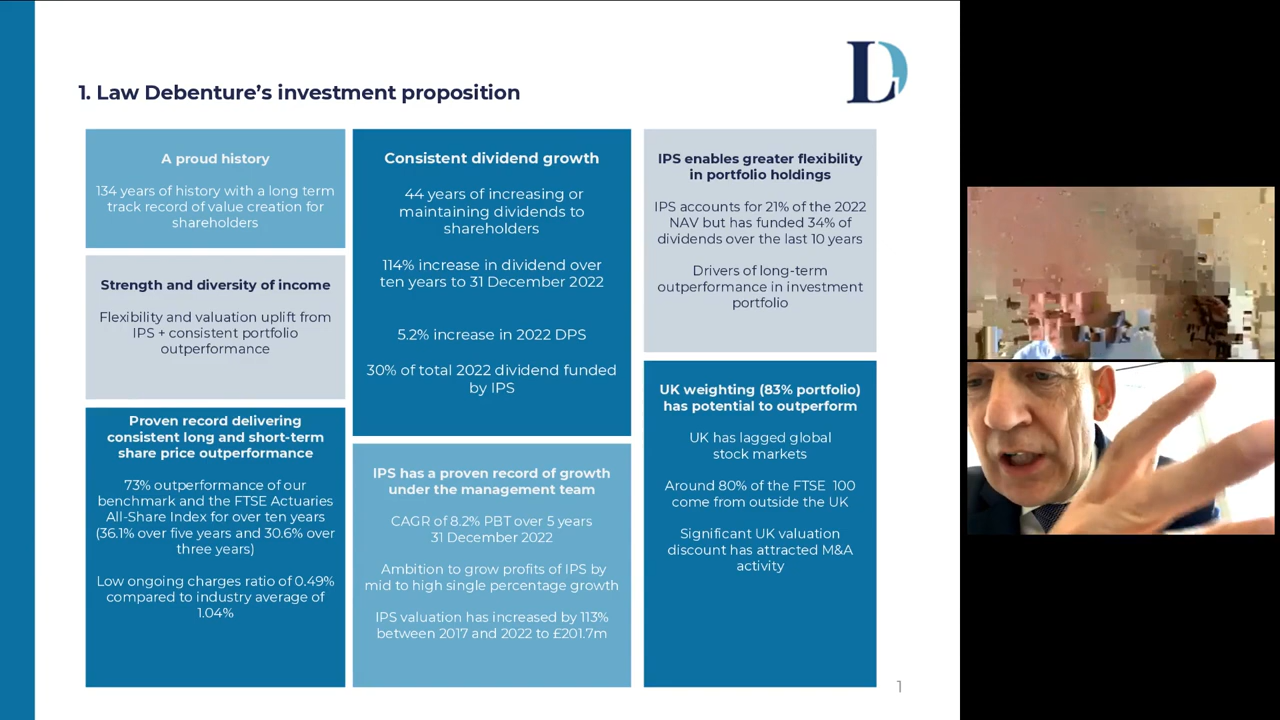 1. Law Debenture's investment proposition
LD
A proud history
134 years of history with a long term
track record of value creation for
shareholders
Strength and diversity of income
Flexibility and valuation uplift from
IPS + consistent portfolio
outperformance
Proven record delivering
consistent long and short-term
share price outperformance
73% outperformance of our
benchmark and the FTSE Actuaries
All-Share Index for over ten years
(36.1% over five years and 30.6% over
three years)
Low ongoing charges ratio of 0.49%
compared to industry average of
1.04%
Consistent dividend growth
44 years of increasing or
maintaining dividends to
shareholders
114% increase in dividend over
ten years to 31 December 2022
5.2% increase in 2022 DPS
30% of total 2022 dividend funded
by IPS
IPS has a proven record of growth
under the management team
CAGR of 8.2% PBT over 5 years
31 December 2022
Ambition to grow profits of IPS by
mid to high single percentage growth
IPS valuation has increased by 113%
between 2017 and 2022 to £201.7m
IPS enables greater flexibility
in portfolio holdings
IPS accounts for 21% of the 2022
NAV but has funded 34% of
dividends over the last 10 years
Drivers of long-term
outperformance in investment
portfolio
UK weighting (83% portfolio)
has potential to outperform
UK has lagged global
stock markets
Around 80% of the FTSE 100
come from outside the UK
Significant UK valuation
discount has attracted M&A
activity
1